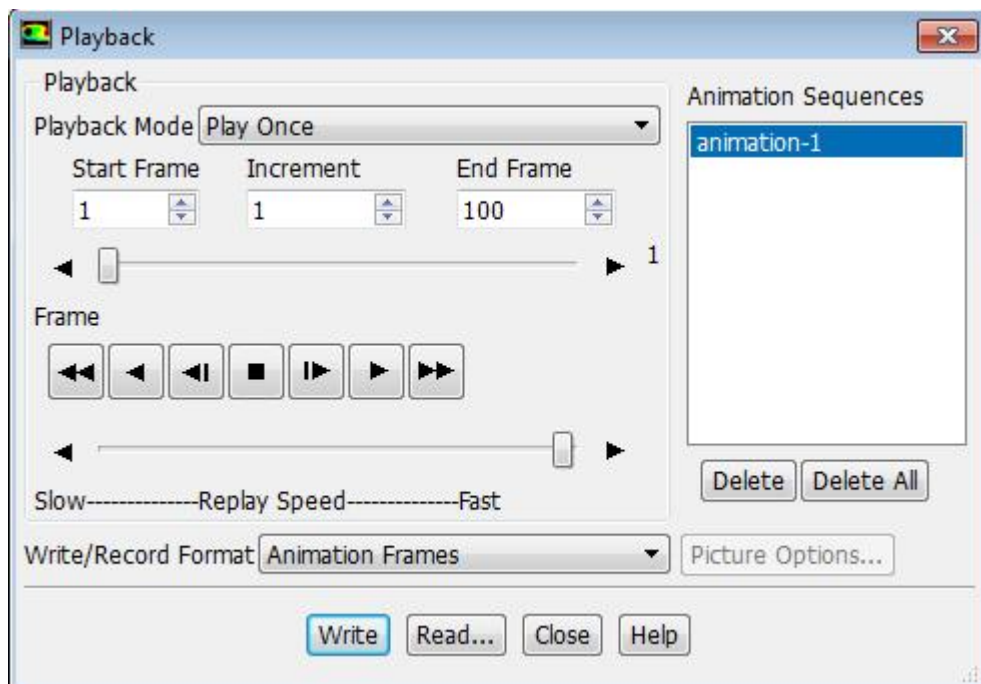 Playback
Playback
Animation Sequences
Playback Mode Play Once
animation-1
Start Frame Increment End Frame
1 1 100
1
Frame
Delete Delete All
Slow--------------Replay Speed--------------Fast
Write/Record Format Animation Frames Picture Options...
Write Read... Close Help